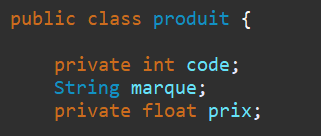 public class produit {
private int code;
String marque;
private float prix;